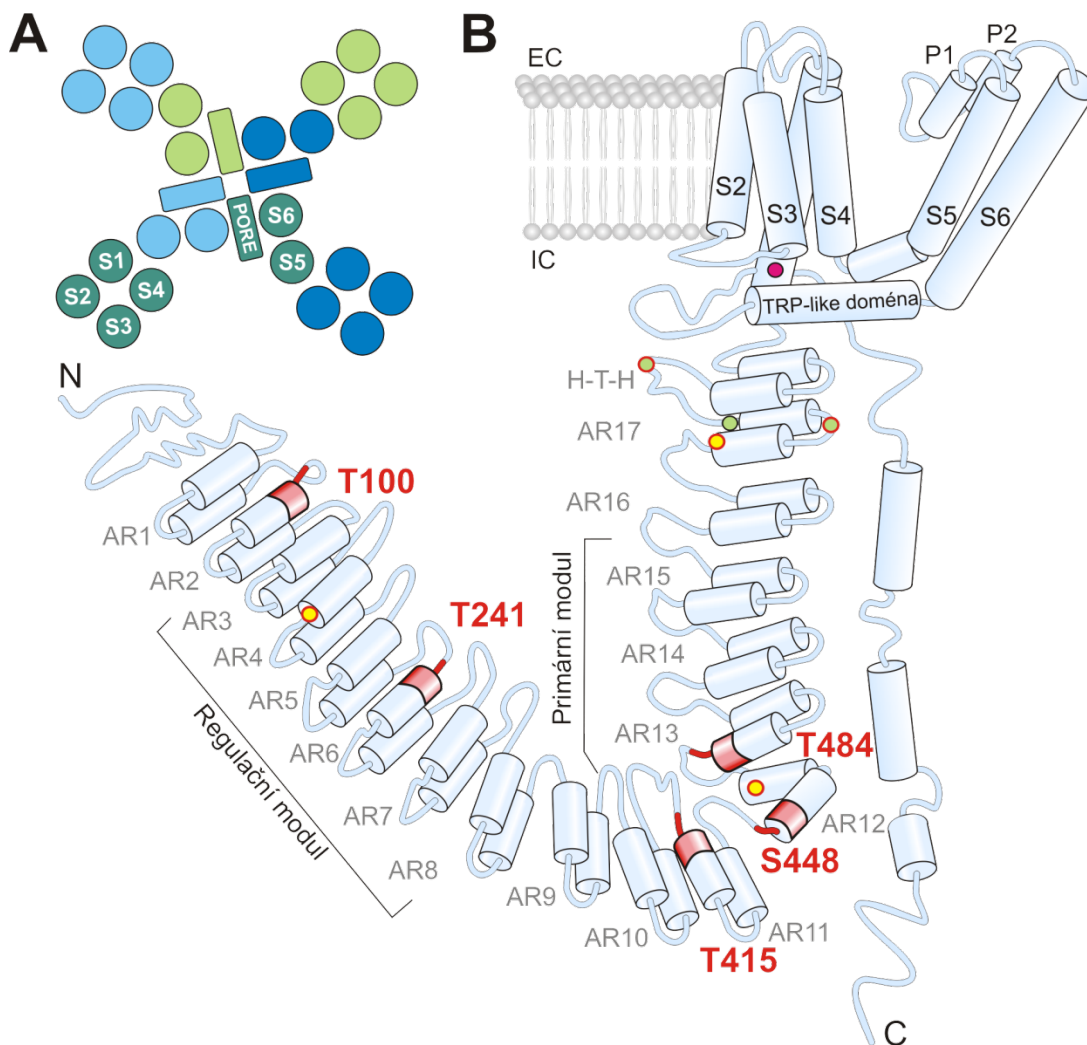 A
S1
S2
S3
S4
PORE
S6
S5
B
EC
IC
S2
S3
S4
P1
P2
S5
S6
TRP-like doména
N
AR1
AR2
AR3
AR4
AR5
AR6
AR7
AR8
AR9
AR10
AR11
AR12
AR13
AR14
AR15
AR16
AR17
H-T-H
T100
T241
T415
S448
T484
Regulační modul
Primární modul
C